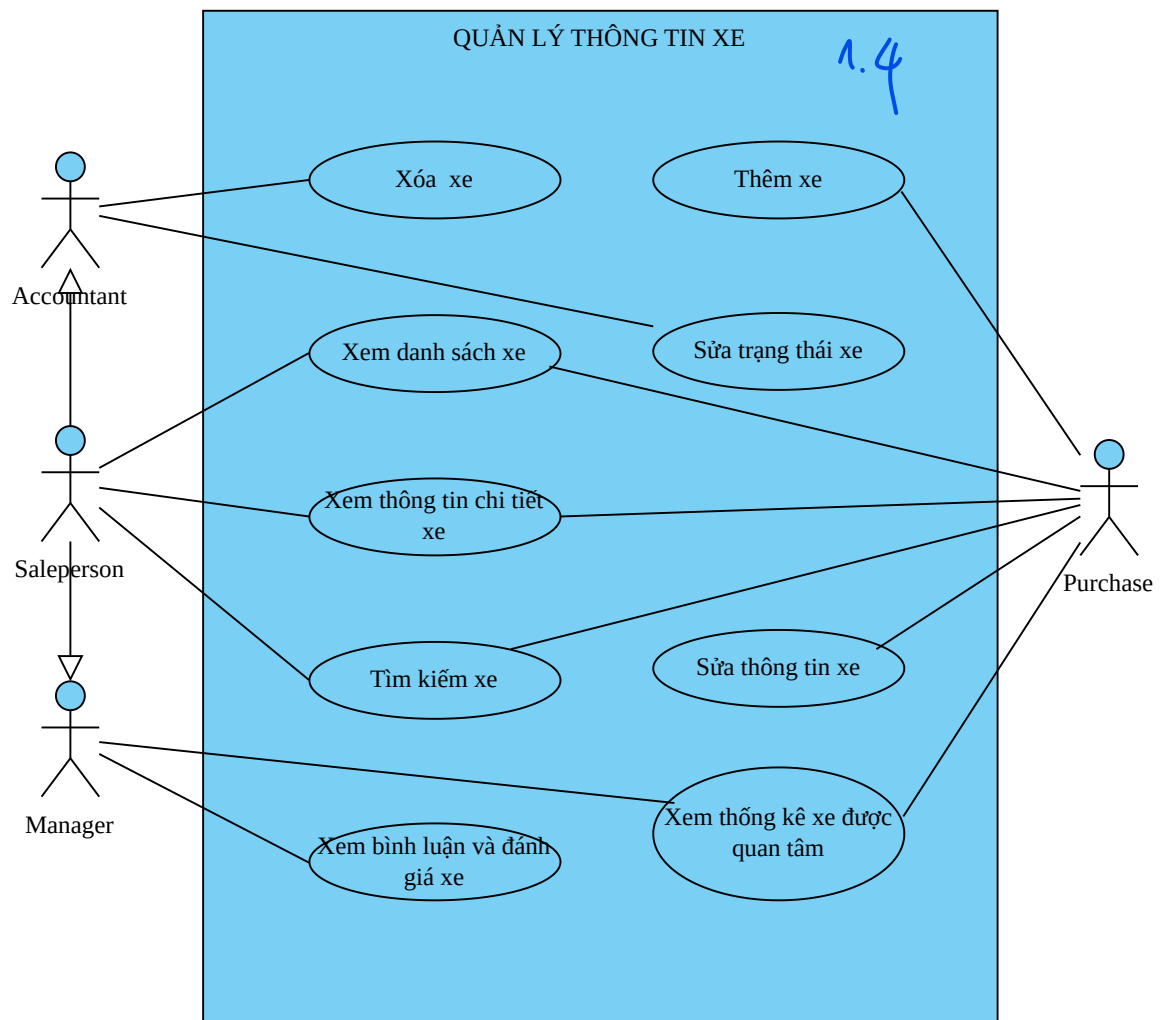 QUẢN LÝ THÔNG TIN XE
1.4
Xóa  xe
Thêm xe
Accountant
Xem danh sách xe
Sửa trạng thái xe
Xem thông tin chi tiết
xe
Saleperson
Purchase
Tìm kiếm xe
Sửa thông tin xe
Manager
Xem thống kê xe được
quan tâm
Xem bình luận và đánh
giá xe